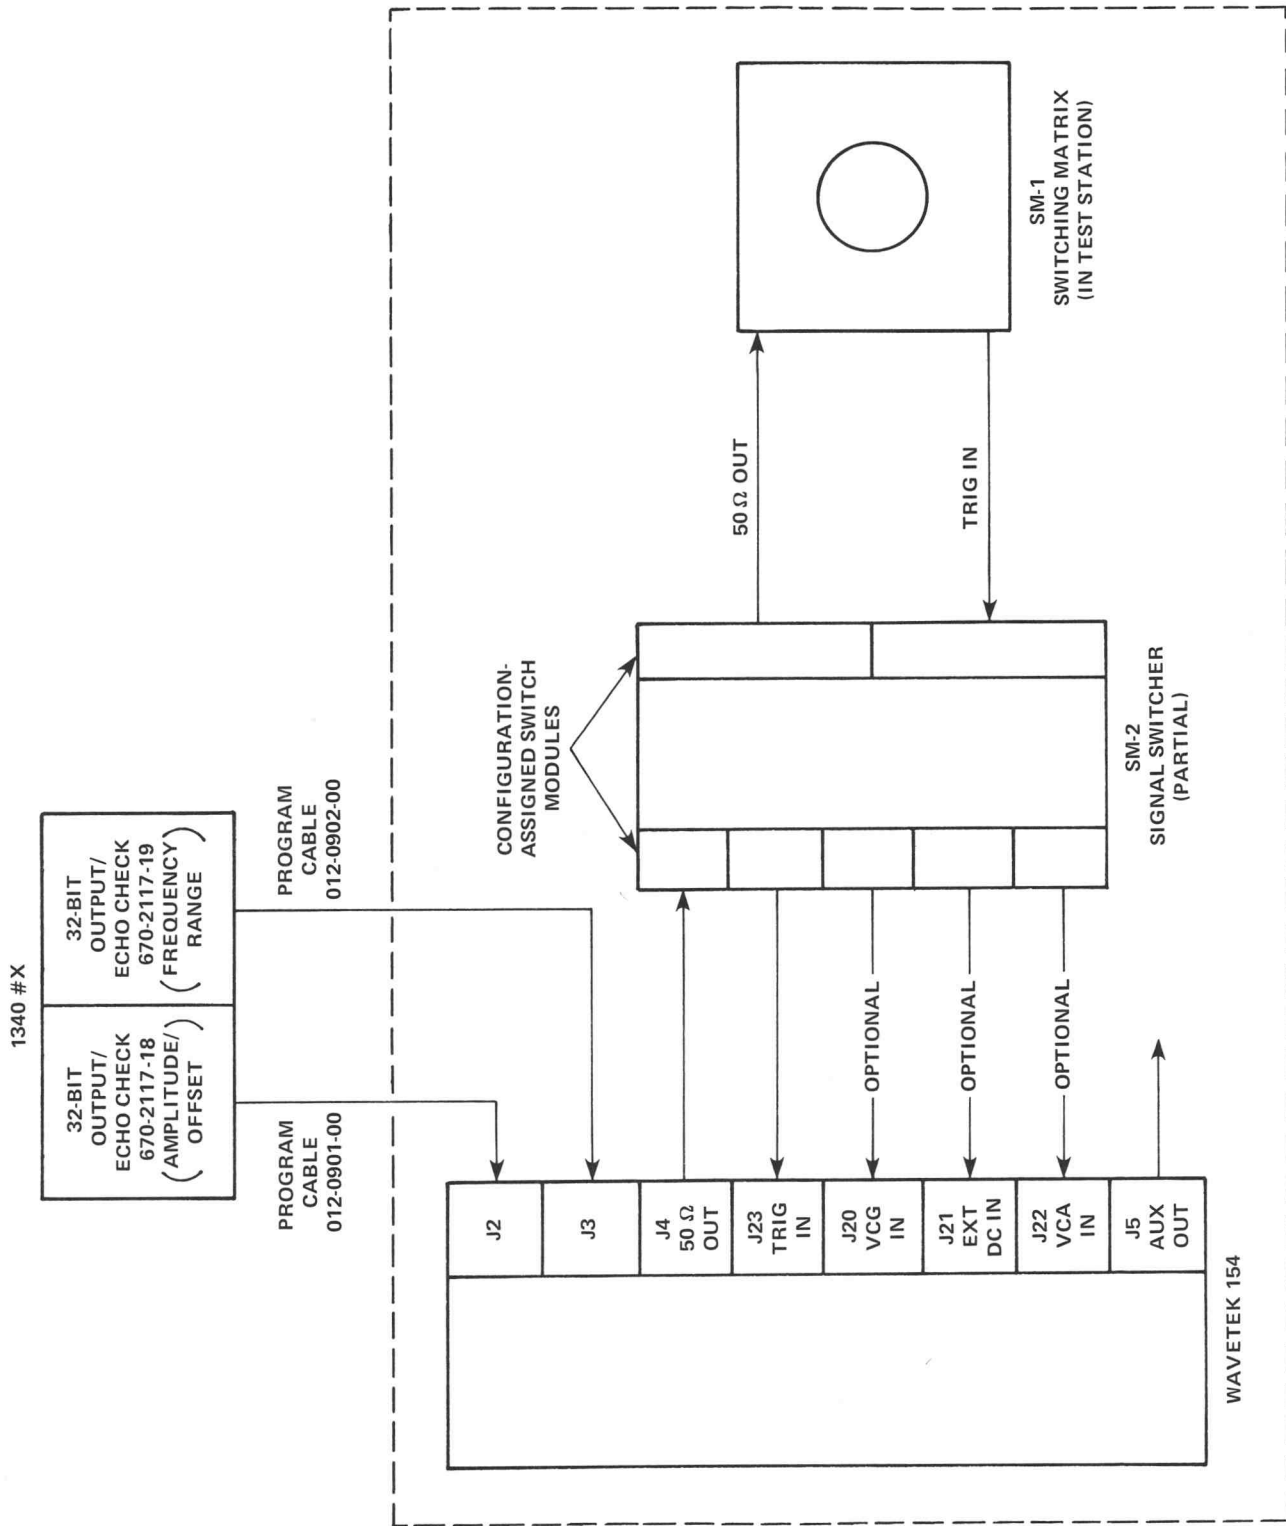 1340 #X
32-BIT
OUTPUT/
ECHO CHECK
670-2117-18
(AMPLITUDE/
OFFSET)
32-BIT
OUTPUT/
ECHO CHECK
670-2117-19
(FREQUENCY
RANGE)
PROGRAM
CABLE
012-0901-00
PROGRAM
CABLE
012-0902-00
J2
J3
J4
50 Ω
OUT
J23
TRIG
IN
J20
VCG
IN
J21
EXT
DC IN
J22
VCA
IN
J5
AUX
OUT
WAVETEK 154
OPTIONAL
OPTIONAL
OPTIONAL
CONFIGURATION-
ASSIGNED SWITCH
MODULES
SM-2
SIGNAL SWITCHER
(PARTIAL)
50 Ω OUT
TRIG IN
SM-1
SWITCHING MATRIX
(IN TEST STATION)